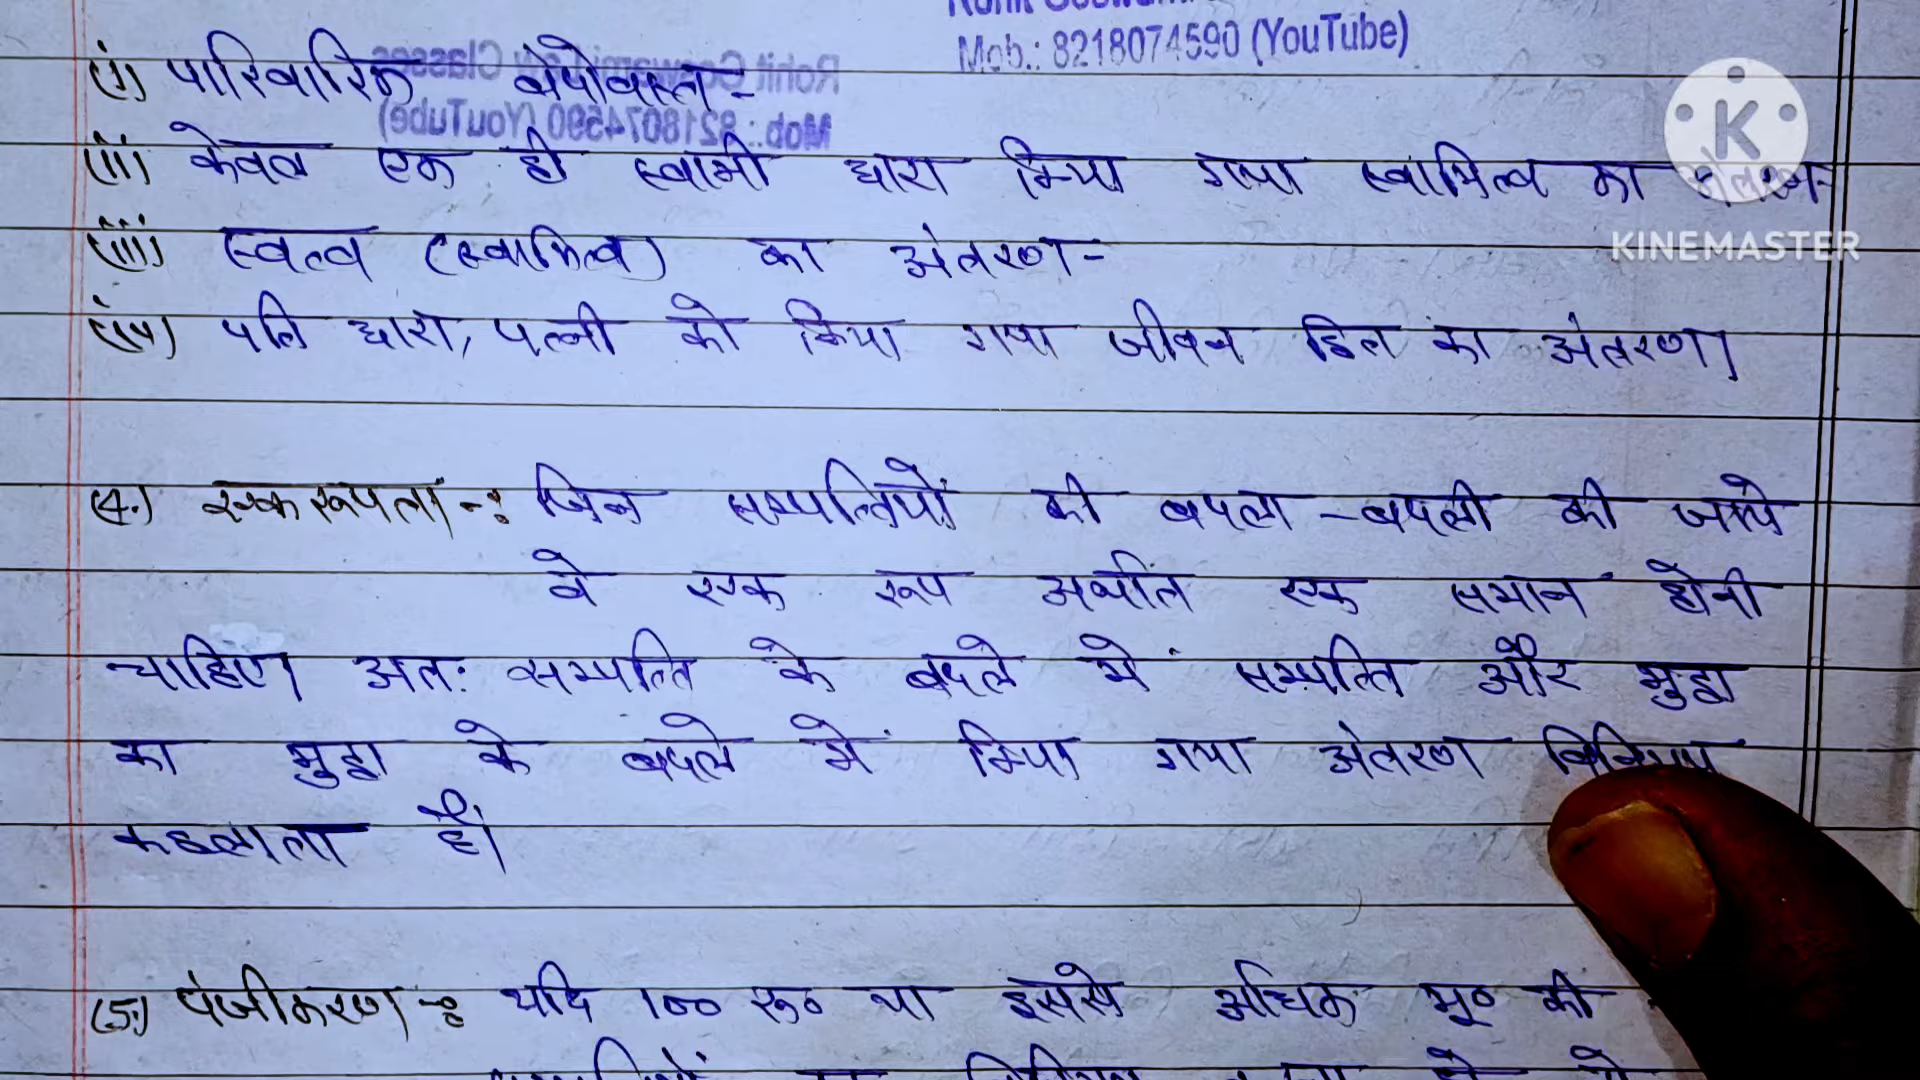 Mob.: 8218074590 (YouTube)
(i) पारिवारिक बंदोबस्त-
(ii) केवल एक ही स्वामी द्वारा किया गया स्वामित्व का
KINEMASTER
(iii) स्वत्व (स्वामित्व) का अंतरण-
(iv) पति द्वारा, पत्नी को किया गया जीवन हित का अंतरण।
(4.) एकरूपता -: जिन सम्पत्तियों की बदला-बदली की जाये
वे एक रूप अर्थात एक समान होनी
चाहिए। अतः सम्पत्ति के बदले में सम्पत्ति और मुद्रा
का मुद्रा के बदले में किया गया अंतरण विनिमय
कहलाता है।
(5.) पंजीकरण -: यदि 100 रू० या इससे अधिक मू० की